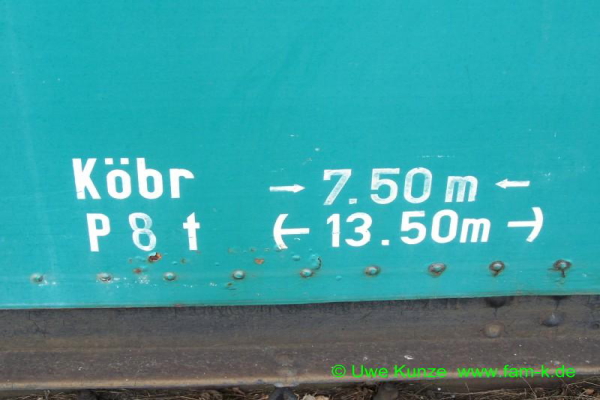 Köbr → 7.50 m ←
P 8 t (← 13.50m →)
© Uwe Kunze www.fam-k.de